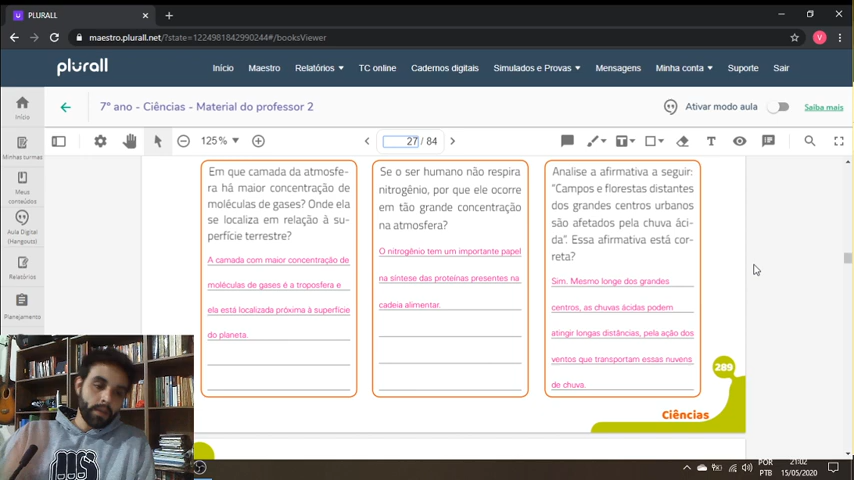 PLURALL
maestro.plurall.net/?state=1224981842990244#/booksViewer
V
plurall
Início
Maestro
Relatórios
TC online
Cadernos digitais
Simulados e Provas
Mensagens
Minha conta
Suporte
Sair
7º ano - Ciências - Material do professor 2
Ativar modo aula
Saiba mais
125%
27 / 84
Início
Minhas turmas
Meus
conteúdos
Aula Digital
(Hangouts)
Relatórios
Planejamento
Em que camada da atmosfe-
ra há maior concentração de
moléculas de gases? Onde ela
se localiza em relação à su-
perfície terrestre?
A camada com maior concentração de
moléculas de gases é a troposfera e
ela está localizada próxima à superfície
do planeta.
Se o ser humano não respira
nitrogênio, por que ele ocorre
em tão grande concentração
na atmosfera?
O nitrogênio tem um importante papel
na síntese das proteínas presentes na
cadeia alimentar.
Analise a afirmativa a seguir:
“Campos e florestas distantes
dos grandes centros urbanos
são afetados pela chuva áci-
da”. Essa afirmativa está cor-
reta?
Sim. Mesmo longe dos grandes
centros, as chuvas ácidas podem
atingir longas distâncias, pela ação dos
ventos que transportam essas nuvens
de chuva.
289
Ciências
POR
PTB
21:02
15/05/2020